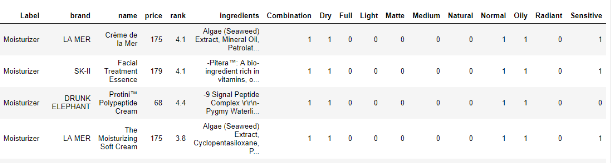 Label brand name price rank ingredients Combination Dry Full Light Matte Medium Natural Normal Oily Radiant Sensitive
Moisturizer LA MER Crème de la Mer 175 4.1 Algae (Seaweed) Extract, Mineral Oil, Petrolat... 1 1 0 0 0 0 0 1 1 0 1
Moisturizer SK-II Facial Treatment Essence 179 4.1 -Pitera™: A bio-ingredient rich in vitamins, o... 1 1 0 0 0 0 0 1 1 0 1
Moisturizer DRUNK ELEPHANT Protini™ Polypeptide Cream 68 4.4 -9 Signal Peptide Complex \r\n-Pygmy Waterli... 1 1 0 0 0 0 0 1 1 0 0
Moisturizer LA MER The Moisturizing Soft Cream 175 3.8 Algae (Seaweed) Extract, Cyclopentasiloxane, P... 1 1 0 0 0 0 0 1 1 0 1